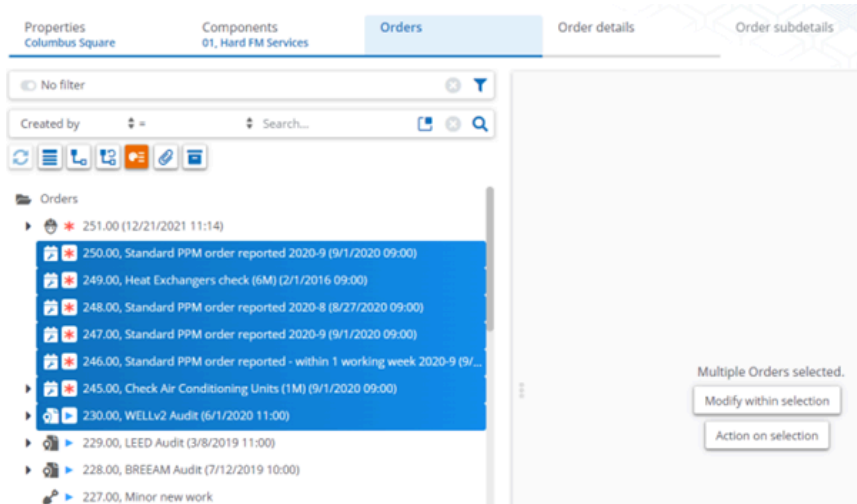 Properties Components Orders Order details Order subdetails
Columbus Square 01, Hard FM Services
No filter
Created by = Search...
Orders
251.00 (12/21/2021 11:14)
250.00, Standard PPM order reported 2020-9 (9/1/2020 09:00)
249.00, Heat Exchangers check (6M) (2/1/2016 09:00)
248.00, Standard PPM order reported 2020-8 (8/27/2020 09:00)
247.00, Standard PPM order reported 2020-9 (9/1/2020 09:00)
246.00, Standard PPM order reported - within 1 working week 2020-9 (9/...
245.00, Check Air Conditioning Units (1M) (9/1/2020 09:00)
230.00, WELLv2 Audit (6/1/2020 11:00)
229.00, LEED Audit (3/8/2019 11:00)
228.00, BREEAM Audit (7/12/2019 10:00)
227.00, Minor new work
Multiple Orders selected.
Modify within selection
Action on selection